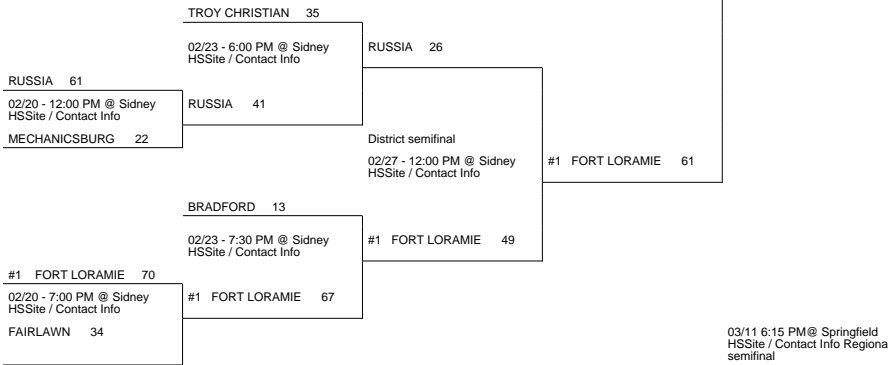 TROY CHRISTIAN 35
02/23 - 6:00 PM @ Sidney
HSSite / Contact Info
RUSSIA 26
RUSSIA 61
02/20 - 12:00 PM @ Sidney
HSSite / Contact Info
RUSSIA 41
MECHANICSBURG 22
District semifinal
02/27 - 12:00 PM @ Sidney
HSSite / Contact Info
#1 FORT LORAMIE 61
BRADFORD 13
02/23 - 7:30 PM @ Sidney
HSSite / Contact Info
#1 FORT LORAMIE 49
#1 FORT LORAMIE 70
02/20 - 7:00 PM @ Sidney
HSSite / Contact Info
#1 FORT LORAMIE 67
FAIRLAWN 34
03/11 6:15 PM@ Springfield
HSSite / Contact Info Regiona
semifinal